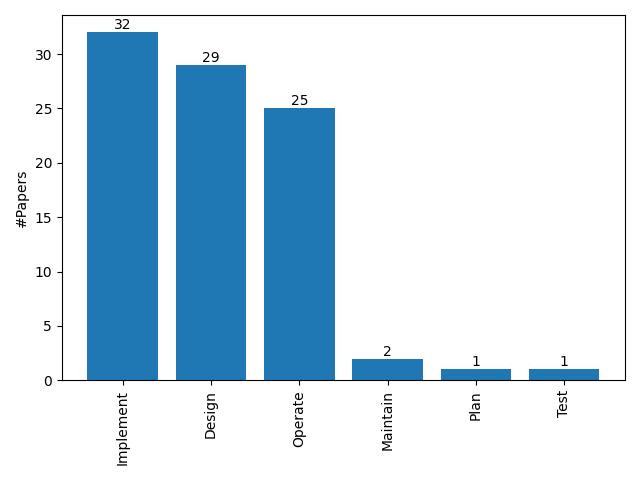 32
29
25
2
1
1
#Papers
30
25
20
15
10
5
0
Implement
Design
Operate
Maintain
Plan
Test